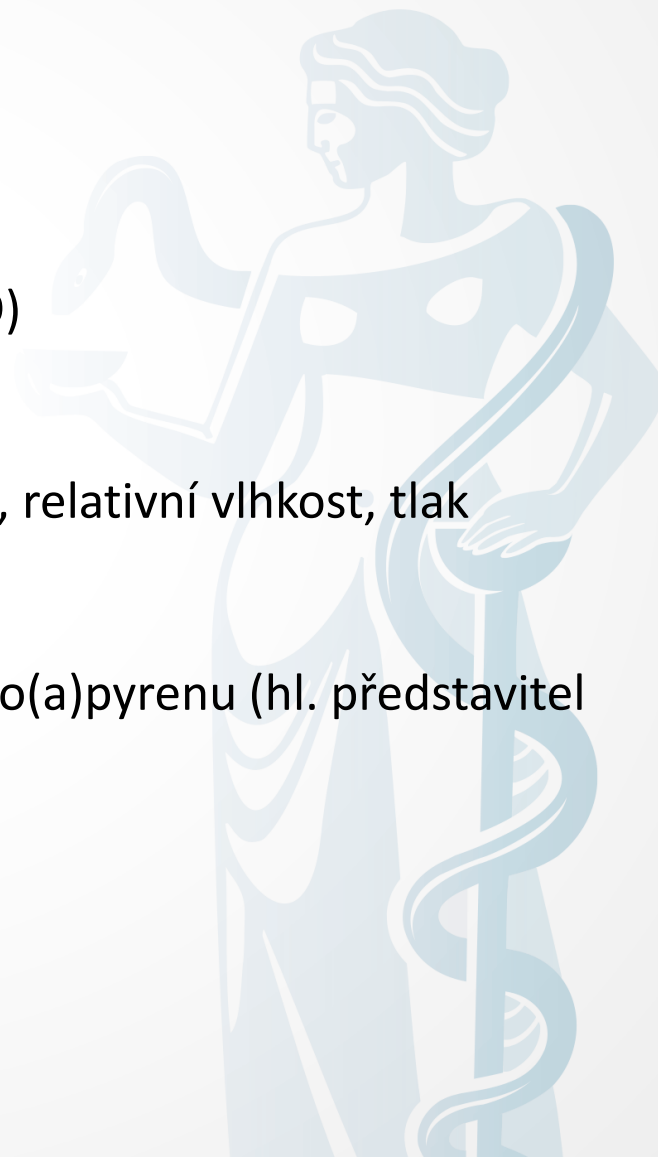 )
, relativní vlhkost, tlak
o(a)pyrenu (hl. představitel